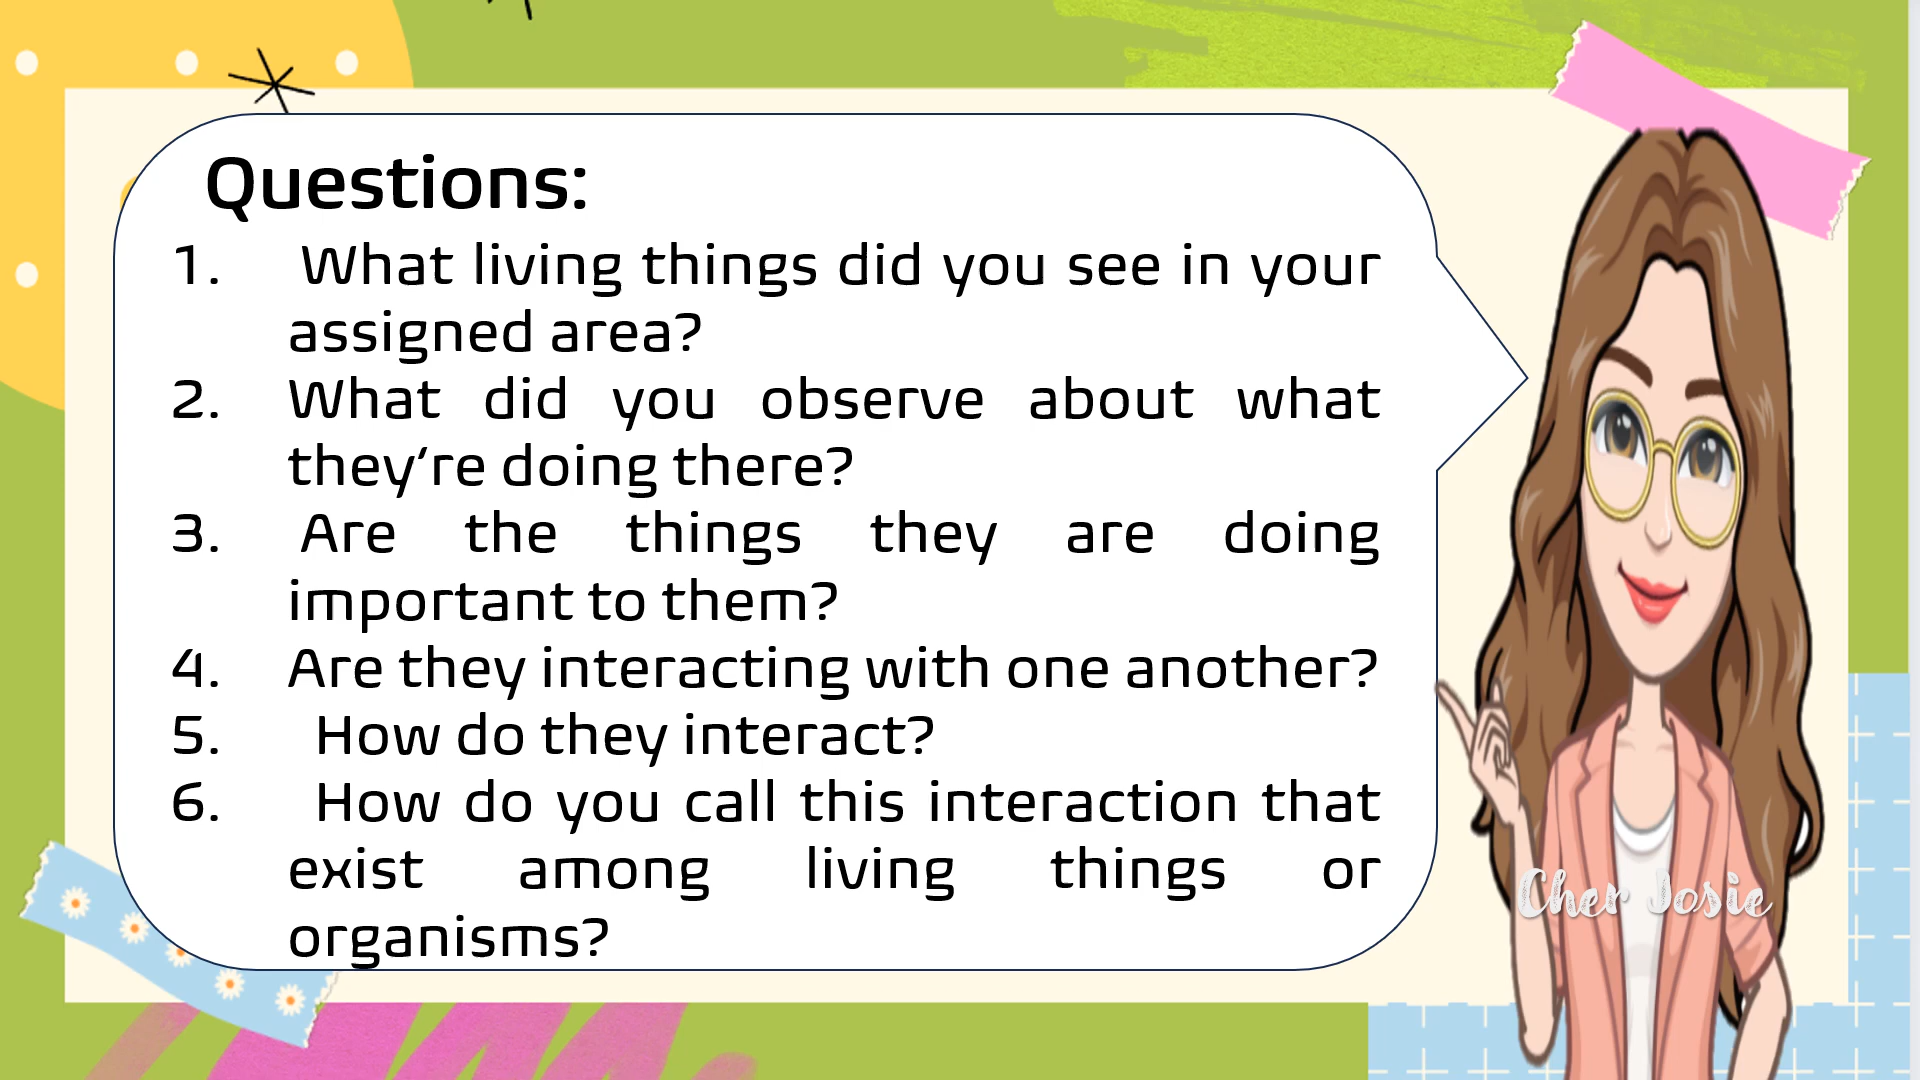 Questions:
1. What living things did you see in your
assigned area?
2. What did you observe about what
they’re doing there?
3. Are the things they are doing
important to them?
4. Are they interacting with one another?
5. How do they interact?
6. How do you call this interaction that
exist among living things or
organisms?
Cher Josie